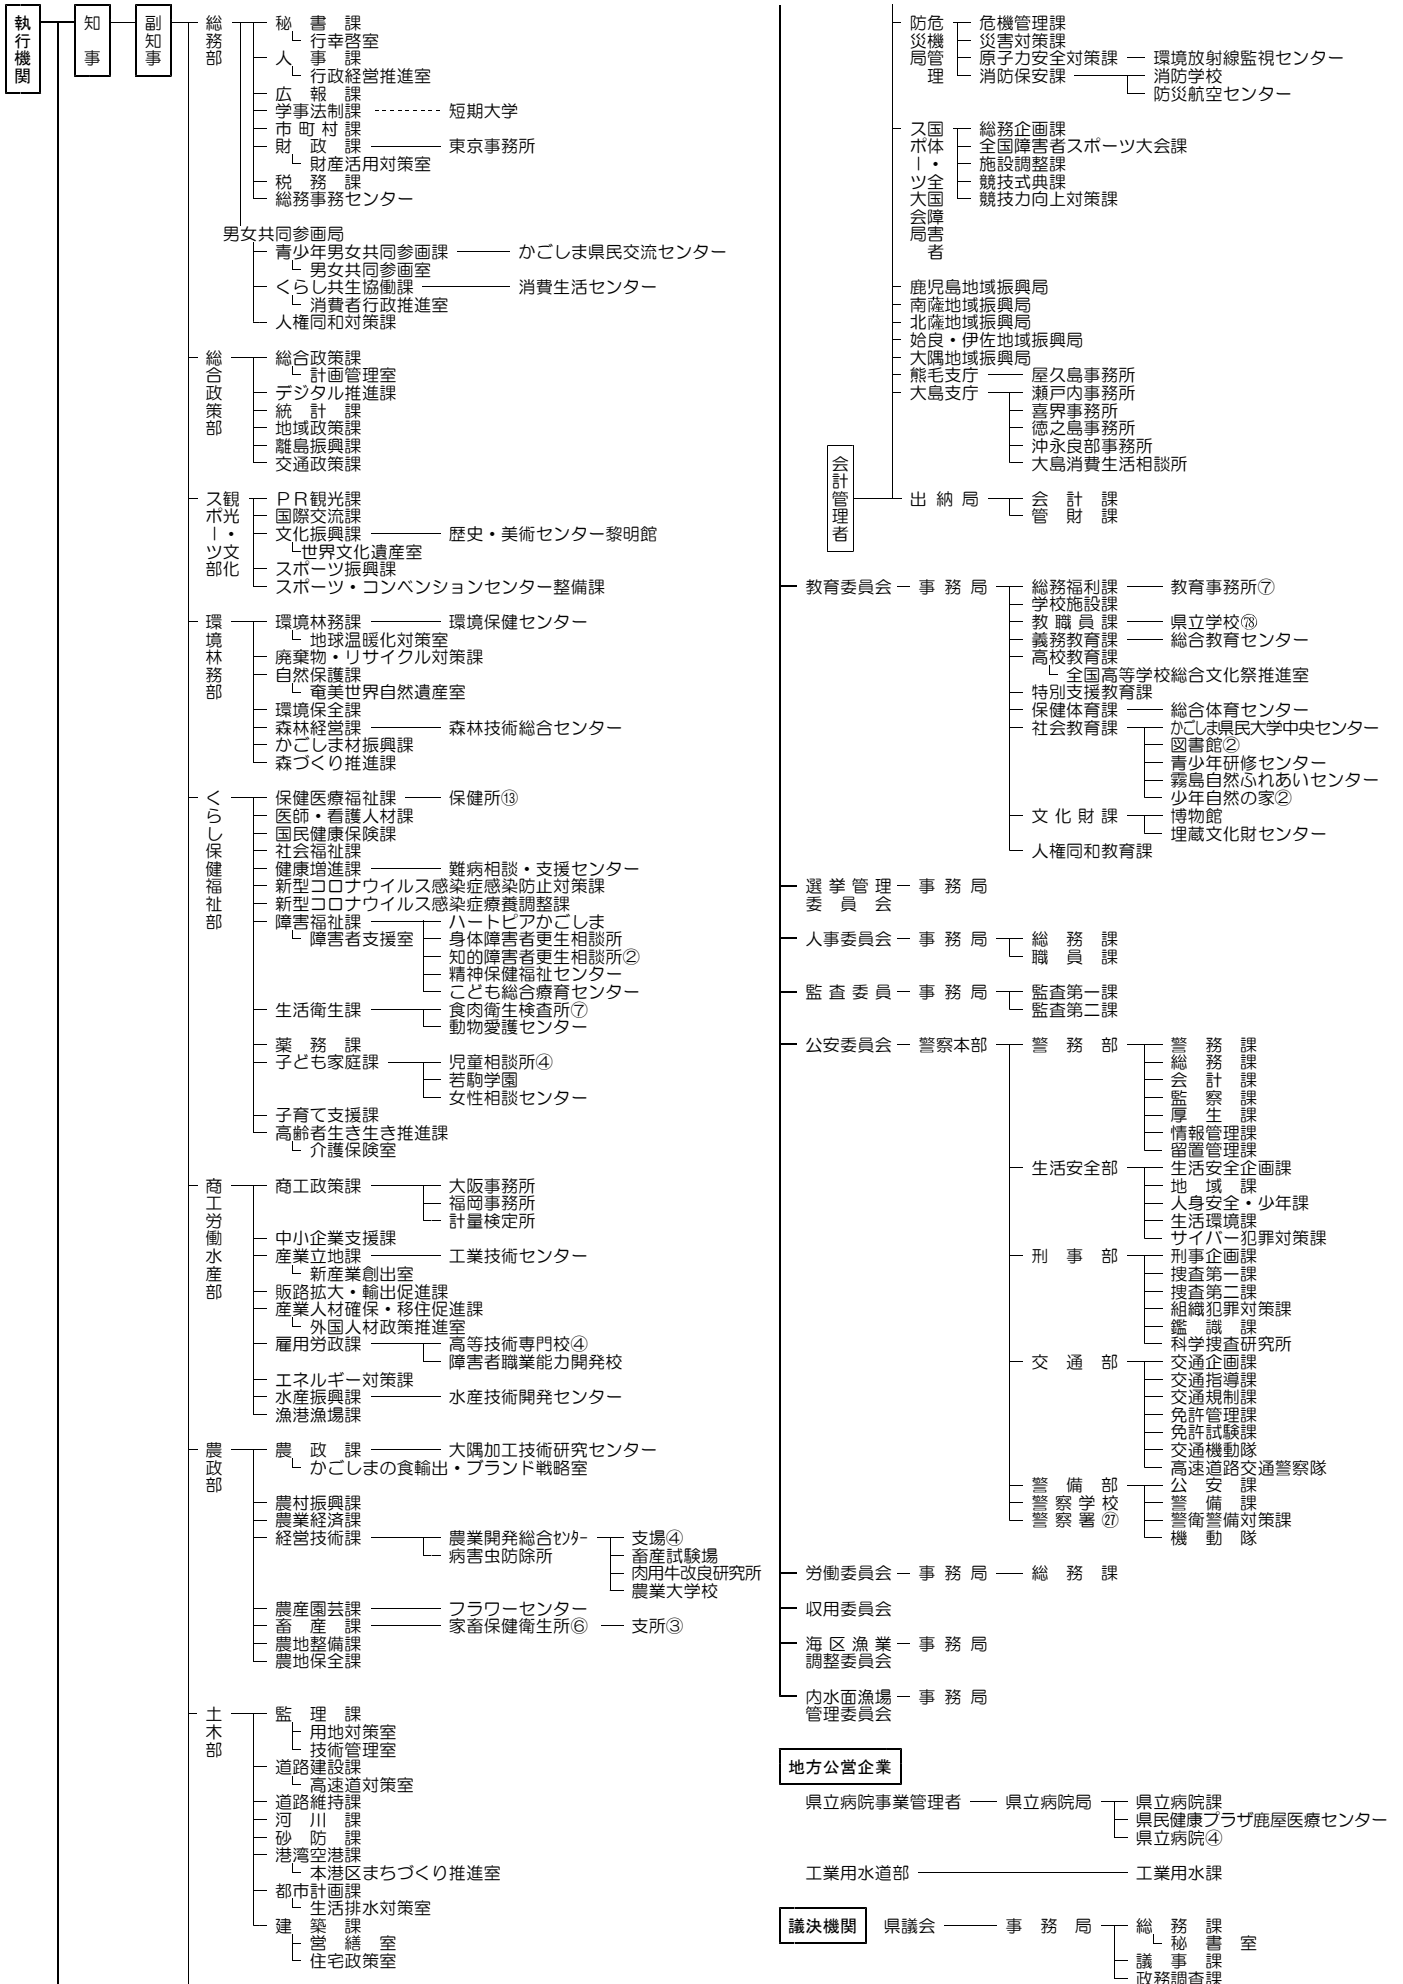 執行機関
知事
副知事
総務部
秘書課
行幸啓室
人事課
行政経営推進室
広報課
学事法制課 短期大学
市町村課
財政課 東京事務所
財産活用対策室
税務課
総務事務センター
男女共同参画局
青少年男女共同参画課 かごしま県民交流センター
男女共同参画室
くらし共生協働課 消費生活センター
消費者行政推進室
人権同和対策課
総合政策部
総合政策課
計画管理室
デジタル推進課
統計課
地域政策課
離島振興課
交通政策課
観光・文化スポーツ部
PR観光課
国際交流課
文化振興課 歴史・美術センター黎明館
世界文化遺産室
スポーツ振興課
スポーツ・コンベンションセンター整備課
環境林務部
環境林務課 環境保健センター
地球温暖化対策室
廃棄物・リサイクル対策課
自然保護課
奄美世界自然遺産室
環境保全課
森林経営課 森林技術総合センター
かごしま材振興課
森づくり推進課
くらし保健福祉部
保健医療福祉課 保健所⑬
医師・看護人材課
国民健康保険課
社会福祉課
健康増進課 難病相談・支援センター
新型コロナウイルス感染症感染防止対策課
新型コロナウイルス感染症療養調整課
障害福祉課 ハートピアかごしま
障害者支援室 身体障害者更生相談所
知的障害者更生相談所②
精神保健福祉センター
こども総合療育センター
生活衛生課 食肉衛生検査所⑦
動物愛護センター
薬務課
子ども家庭課 児童相談所④
若駒学園
女性相談センター
子育て支援課
高齢者生き生き推進課
介護保険室
商工労働水産部
商工政策課 大阪事務所
福岡事務所
計量検定所
中小企業支援課
産業立地課 工業技術センター
新産業創出室
販路拡大・輸出促進課
産業人材確保・移住促進課
外国人材政策推進室
雇用労政課 高等技術専門校④
障害者職業能力開発校
エネルギー対策課
水産振興課 水産技術開発センター
漁港漁場課
農政部
農政課 大隅加工技術研究センター
かごしまの食輸出・ブランド戦略室
農村振興課
農業経済課
経営技術課 農業開発総合センター 支場④
病害虫防除所 畜産試験場
肉用牛改良研究所
農業大学校
農産園芸課 フラワーセンター
畜産課 家畜保健衛生所⑥ 支所③
農地整備課
農地保全課
土木部
監理課
用地対策室
技術管理室
道路建設課
高速道対策室
道路維持課
河川課
砂防課
港湾空港課
本港区まちづくり推進室
都市計画課
生活排水対策室
建築課
営繕室
住宅政策室
危機管理防災局
危機管理課
災害対策課
原子力安全対策課 環境放射線監視センター
消防保安課 消防学校
防災航空センター
国体・全国障害者スポーツ大会局
総務企画課
全国障害者スポーツ大会課
施設調整課
競技式典課
競技力向上対策課
鹿児島地域振興局
南薩地域振興局
北薩地域振興局
姶良・伊佐地域振興局
大隅地域振興局
熊毛支庁 屋久島事務所
大島支庁 瀬戸内事務所
喜界事務所
徳之島事務所
沖永良部事務所
大島消費生活相談所
会計管理者
出納局 会計課
管財課
教育委員会 事務局 総務福利課 教育事務所⑦
学校施設課
教職員課 県立学校㊆㊇
義務教育課 総合教育センター
高校教育課
全国高等学校総合文化祭推進室
特別支援教育課
保健体育課 総合体育センター
社会教育課 かごしま県民大学中央センター
図書館②
青少年研修センター
霧島自然ふれあいセンター
少年自然の家②
文化財課 博物館
埋蔵文化財センター
人権同和教育課
選挙管理委員会 事務局
人事委員会 事務局 総務課
職員課
監査委員 事務局 監査第一課
監査第二課
公安委員会 警察本部 警務部 警務課
総務課
会計課
監察課
厚生課
情報管理課
留置管理課
生活安全部 生活安全企画課
地域課
人身安全・少年課
生活環境課
サイバー犯罪対策課
刑事部 刑事企画課
捜査第一課
捜査第二課
組織犯罪対策課
鑑識課
科学捜査研究所
交通部 交通企画課
交通指導課
交通規制課
免許管理課
免許試験課
交通機動隊
高速道路交通警察隊
警備部 公安課
警察学校 警備課
警察署㉗ 警衛警備対策課
機動隊
労働委員会 事務局 総務課
収用委員会
海区漁業調整委員会 事務局
内水面漁場管理委員会 事務局
地方公営企業
県立病院事業管理者 県立病院局 県立病院課
県民健康プラザ鹿屋医療センター
県立病院④
工業用水道部 工業用水課
議決機関 県議会 事務局 総務課
秘書室
議事課
政務調査課